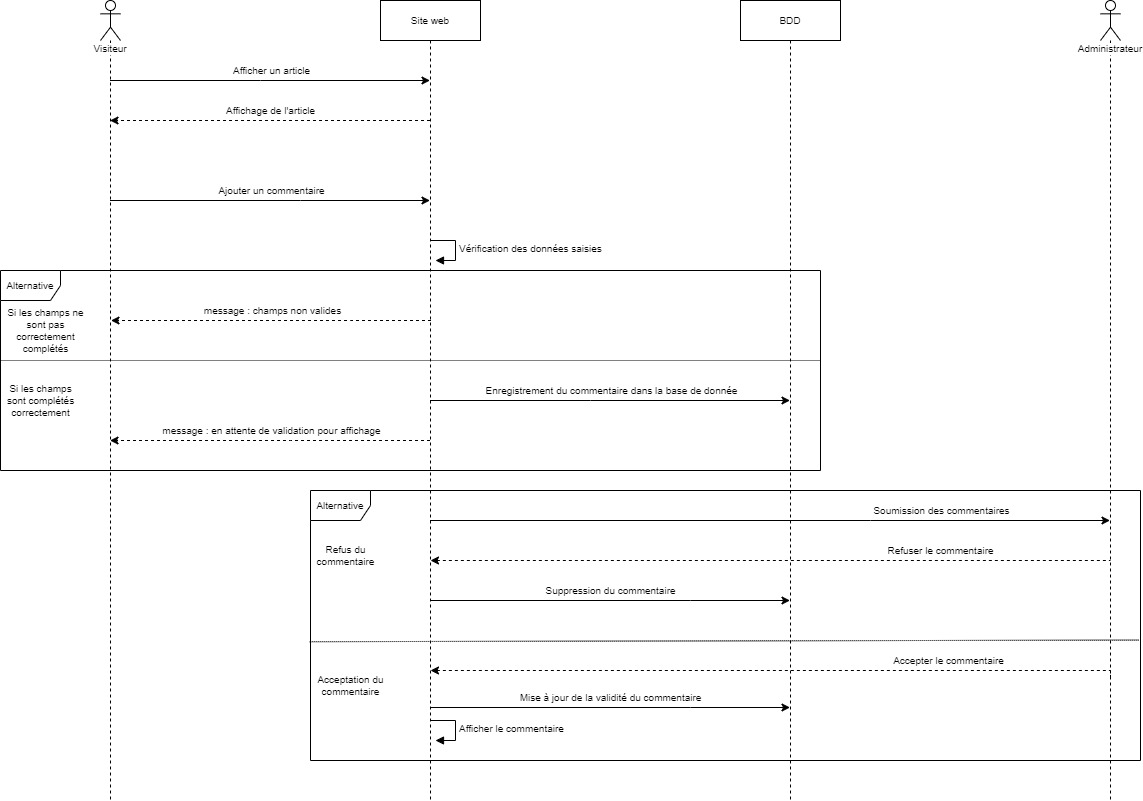 Visiteur
Site web
BDD
Administrateur
Afficher un article
Affichage de l'article
Ajouter un commentaire
Vérification des données saisies
Alternative
Si les champs ne
sont pas
correctement
complétés
message : champs non valides
Si les champs
sont complétés
correctement
Enregistrement du commentaire dans la base de donnée
message : en attente de validation pour affichage
Alternative
Soumission des commentaires
Refus du
commentaire
Refuser le commentaire
Suppression du commentaire
Accepter le commentaire
Acceptation du
commentaire
Mise à jour de la validité du commentaire
Afficher le commentaire